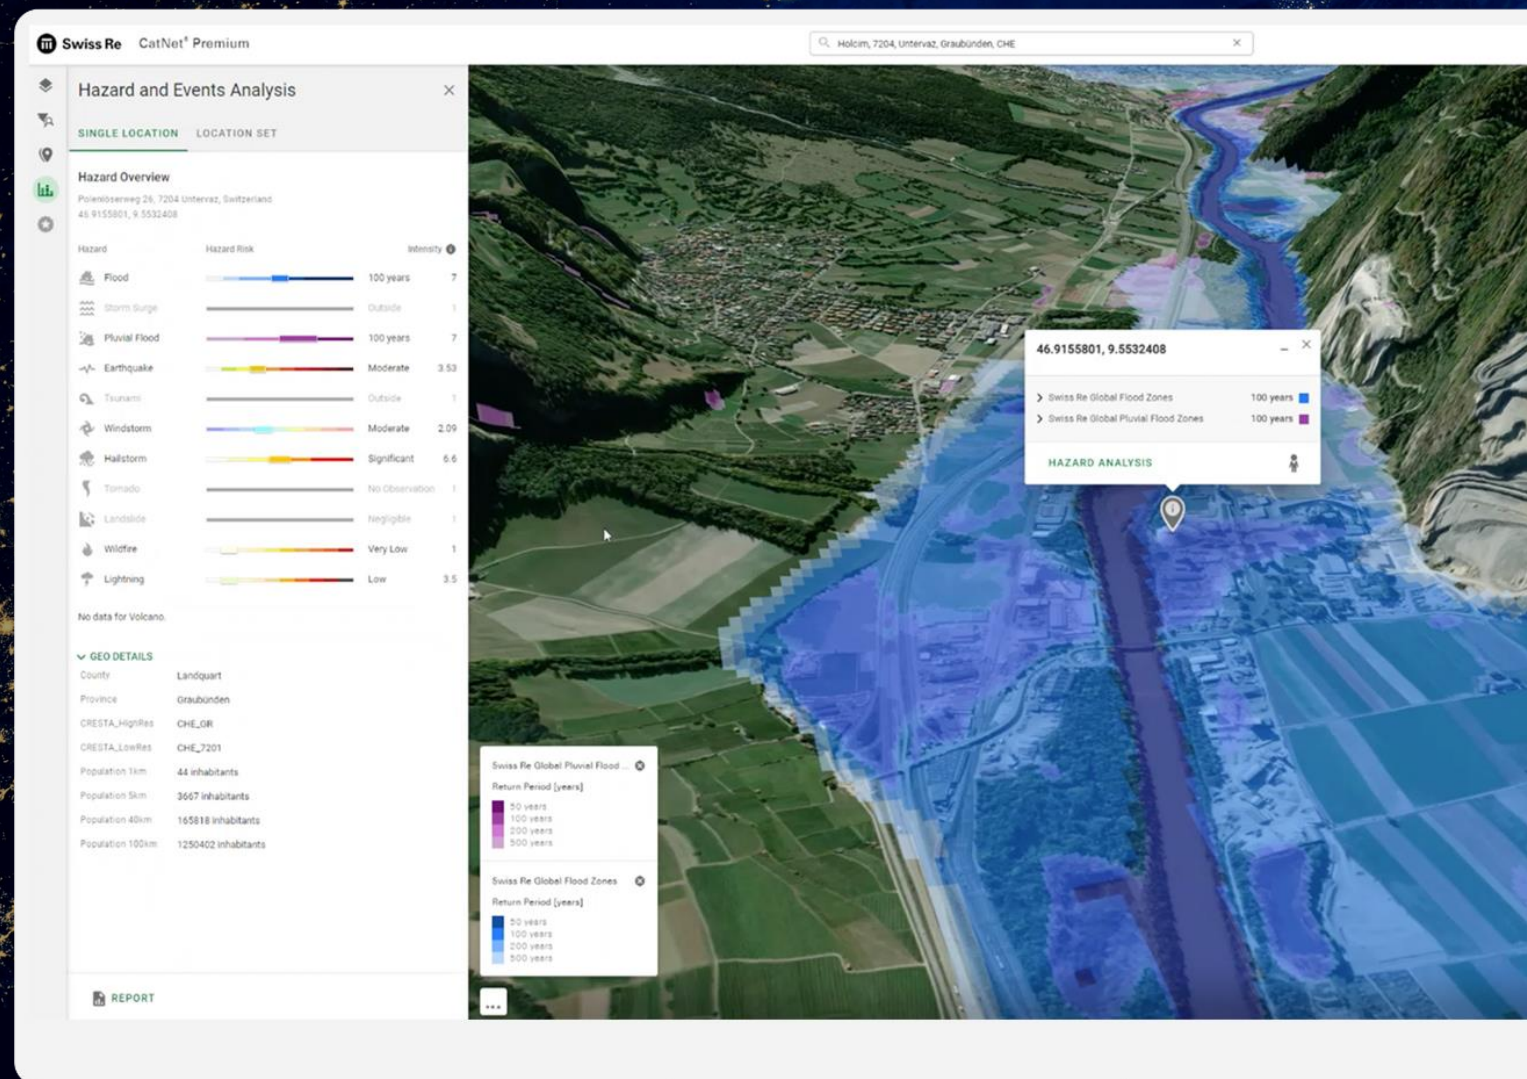 Swiss Re CatNet® Premium
Holcim, 7204, Untervaz, Graubünden, CHE
Hazard and Events Analysis
SINGLE LOCATION LOCATION SET
Hazard Overview
Polenlöserweg 26, 7204 Untervaz, Switzerland
46.9155801, 9.5532408
Hazard Hazard Risk Intensity
Flood 100 years 7
Storm Surge Outside 1
Pluvial Flood 100 years 7
Earthquake Moderate 3.53
Tsunami Outside 1
Windstorm Moderate 2.09
Hailstorm Significant 6.6
Tornado No Observation 1
Landslide Negligible 1
Wildfire Very Low 1
Lightning Low 3.5
No data for Volcano.
GEO DETAILS
County Landquart
Province Graubünden
CRESTA_HighRes CHE_GR
CRESTA_LowRes CHE_7201
Population 1km 44 inhabitants
Population 5km 3667 inhabitants
Population 40km 165818 inhabitants
Population 100km 1250402 inhabitants
REPORT
46.9155801, 9.5532408
Swiss Re Global Flood Zones 100 years
Swiss Re Global Pluvial Flood Zones 100 years
HAZARD ANALYSIS
Swiss Re Global Pluvial Flood ...
Return Period [years]
50 years
100 years
200 years
500 years
Swiss Re Global Flood Zones
Return Period [years]
50 years
100 years
200 years
500 years